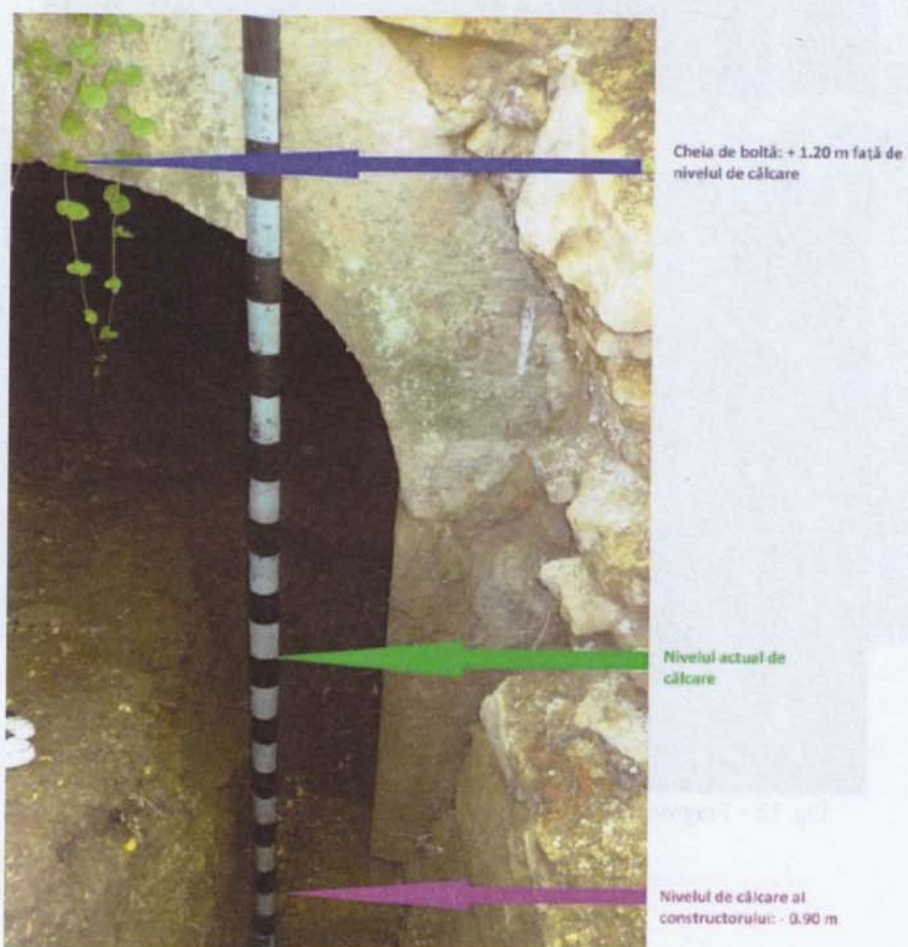 Cheia de boltă: + 1.20 m față de
nivelul de călcare
Nivelul actual de
călcare
Nivelul de călcare al
constructorului: - 0.90 m